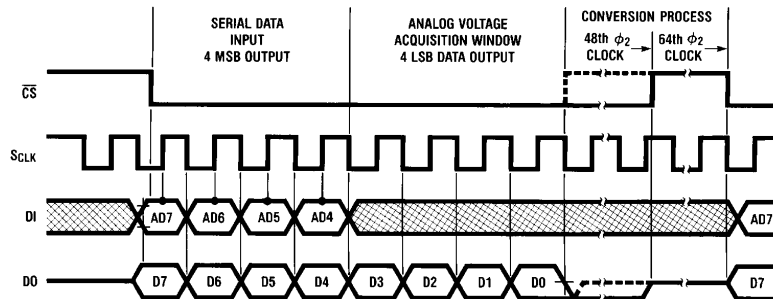 SERIAL DATA
INPUT
4 MSB OUTPUT
ANALOG VOLTAGE
ACQUISITION WINDOW
4 LSB DATA OUTPUT
CONVERSION PROCESS
48th ϕ2
CLOCK
64th ϕ2
CLOCK
CS
SCLK
DI
AD7 AD6 AD5 AD4 AD7
DO
D7 D6 D5 D4 D3 D2 D1 D0 D7